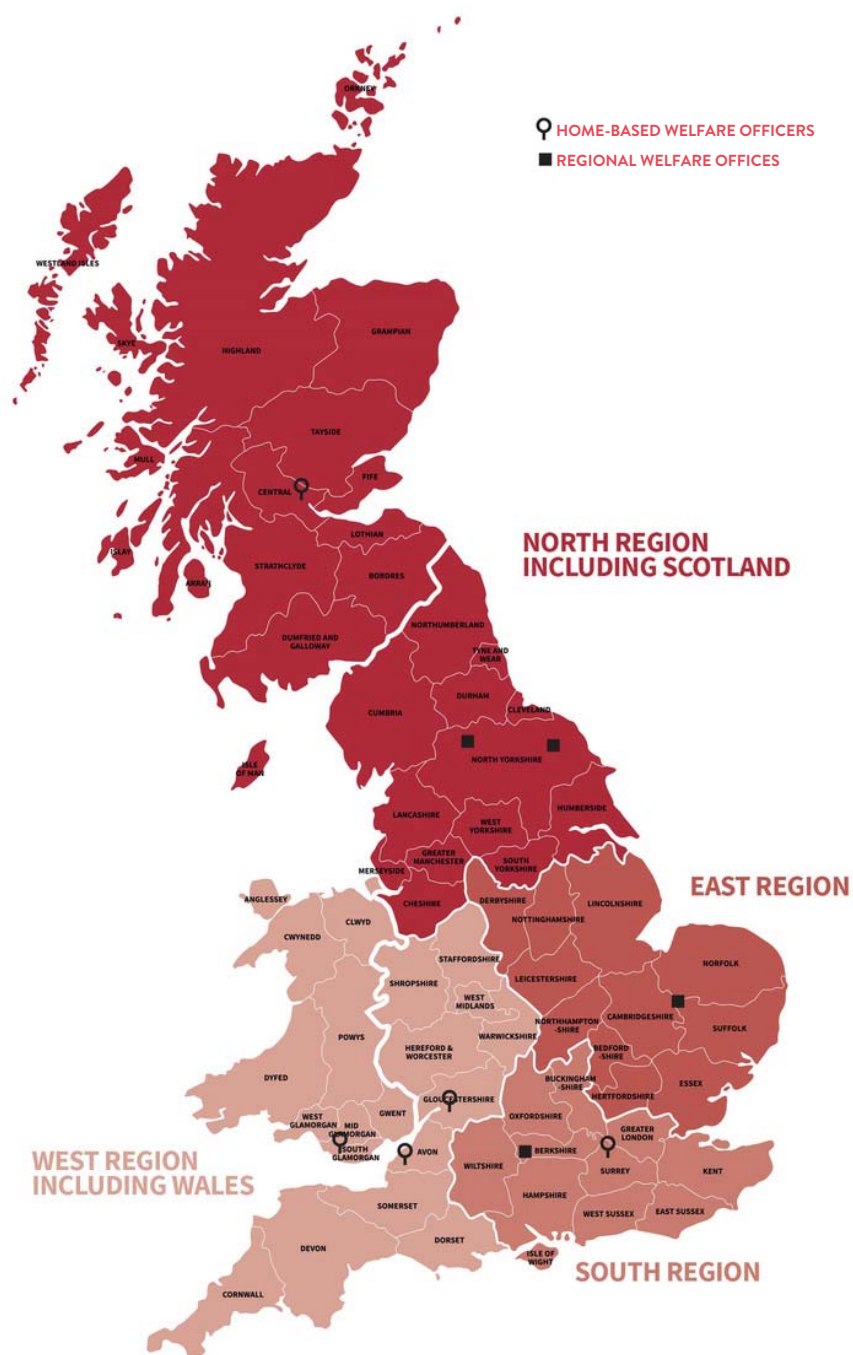 HOME-BASED WELFARE OFFICERS
REGIONAL WELFARE OFFICES
ORKNEY
WESTLAND ISLES
SKYE
HIGHLAND
GRAMPIAN
TAYSIDE
MULL
CENTRAL
FIFE
ISLAY
ARRAN
LOTHIAN
STRATHCLYDE
BORDRES
NORTH REGION
INCLUDING SCOTLAND
DUMFRIED AND
GALLOWAY
NORTHUMBERLAND
TYNE AND
WEAR
DURHAM
CLEVELAND
CUMBRIA
NORTH YORKSHIRE
ISLE
OF MAN
LANCASHIRE
WEST
YORKSHIRE
HUMBERSIDE
GREATER
MANCHESTER
SOUTH
YORKSHIRE
MERSEYSIDE
CHESHIRE
EAST REGION
ANGLESSEY
CLWYD
CWYNEDD
DERBYSHIRE
NOTTINGHAMSHIRE
LINCOLNSHIRE
STAFFORDSHIRE
SHROPSHIRE
LEICESTERSHIRE
NORFOLK
WEST
MIDLANDS
CAMBRIDGESHIRE
NORTHHAMPTON
-SHIRE
SUFFOLK
POWYS
HEREFORD &
WORCESTER
WARWICKSHIRE
BEDFORD
-SHIRE
DYFED
BUCKINGHAM
-SHIRE
ESSEX
HERTFORDSHIRE
GLOUCESTERSHIRE
OXFORDSHIRE
WEST
GLAMORGAN
MID
GLAMORGAN
GWENT
SOUTH
GLAMORGAN
AVON
GREATER
LONDON
BERKSHIRE
WILTSHIRE
SURREY
KENT
WEST REGION
INCLUDING WALES
SOMERSET
HAMPSHIRE
WEST SUSSEX
EAST SUSSEX
DEVON
DORSET
ISLE OF
WIGHT
SOUTH REGION
CORNWALL